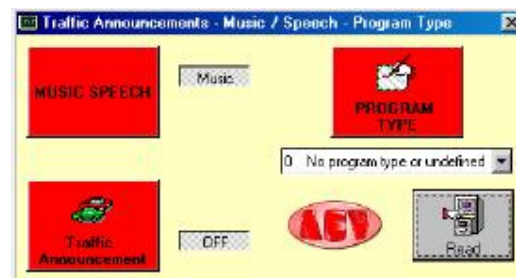 Traffic Announcements - Music / Speech - Program Type
MUSIC SPEECH
Music
PROGRAM
TYPE
0 No program type or undefined
Traffic
Announcement
OFF
AEV
Read